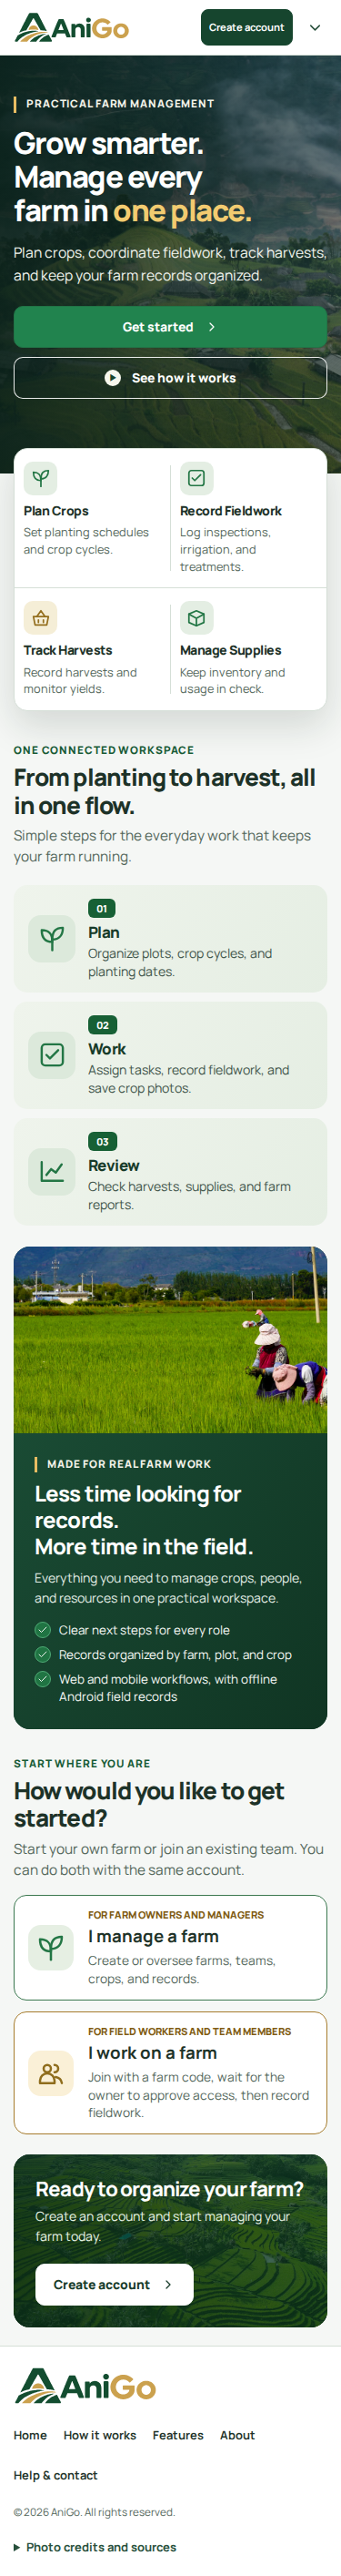 AniGo
Create account
PRACTICAL FARM MANAGEMENT
Grow smarter.
Manage every
farm in one place.
Plan crops, coordinate fieldwork, track harvests,
and keep your farm records organized.
Get started
See how it works
Plan Crops
Set planting schedules
and crop cycles.
Record Fieldwork
Log inspections,
irrigation, and
treatments.
Track Harvests
Record harvests and
monitor yields.
Manage Supplies
Keep inventory and
usage in check.
ONE CONNECTED WORKSPACE
From planting to harvest, all
in one flow.
Simple steps for the everyday work that keeps
your farm running.
01
Plan
Organize plots, crop cycles, and
planting dates.
02
Work
Assign tasks, record fieldwork, and
save crop photos.
03
Review
Check harvests, supplies, and farm
reports.
MADE FOR REAL FARM WORK
Less time looking for
records.
More time in the field.
Everything you need to manage crops, people,
and resources in one practical workspace.
Clear next steps for every role
Records organized by farm, plot, and crop
Web and mobile workflows, with offline
Android field records
START WHERE YOU ARE
How would you like to get
started?
Start your own farm or join an existing team. You
can do both with the same account.
FOR FARM OWNERS AND MANAGERS
I manage a farm
Create or oversee farms, teams,
crops, and records.
FOR FIELD WORKERS AND TEAM MEMBERS
I work on a farm
Join with a farm code, wait for the
owner to approve access, then record
fieldwork.
Ready to organize your farm?
Create an account and start managing your
farm today.
Create account
AniGo
Home How it works Features About
Help & contact
© 2026 AniGo. All rights reserved.
Photo credits and sources